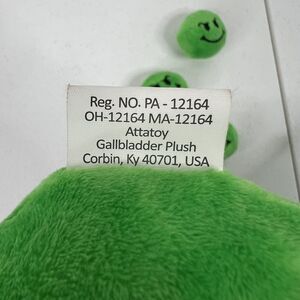 Reg. NO. PA - 12164
OH-12164 MA-12164
Attatoy
Gallbladder Plush
Corbin, Ky 40701, USA